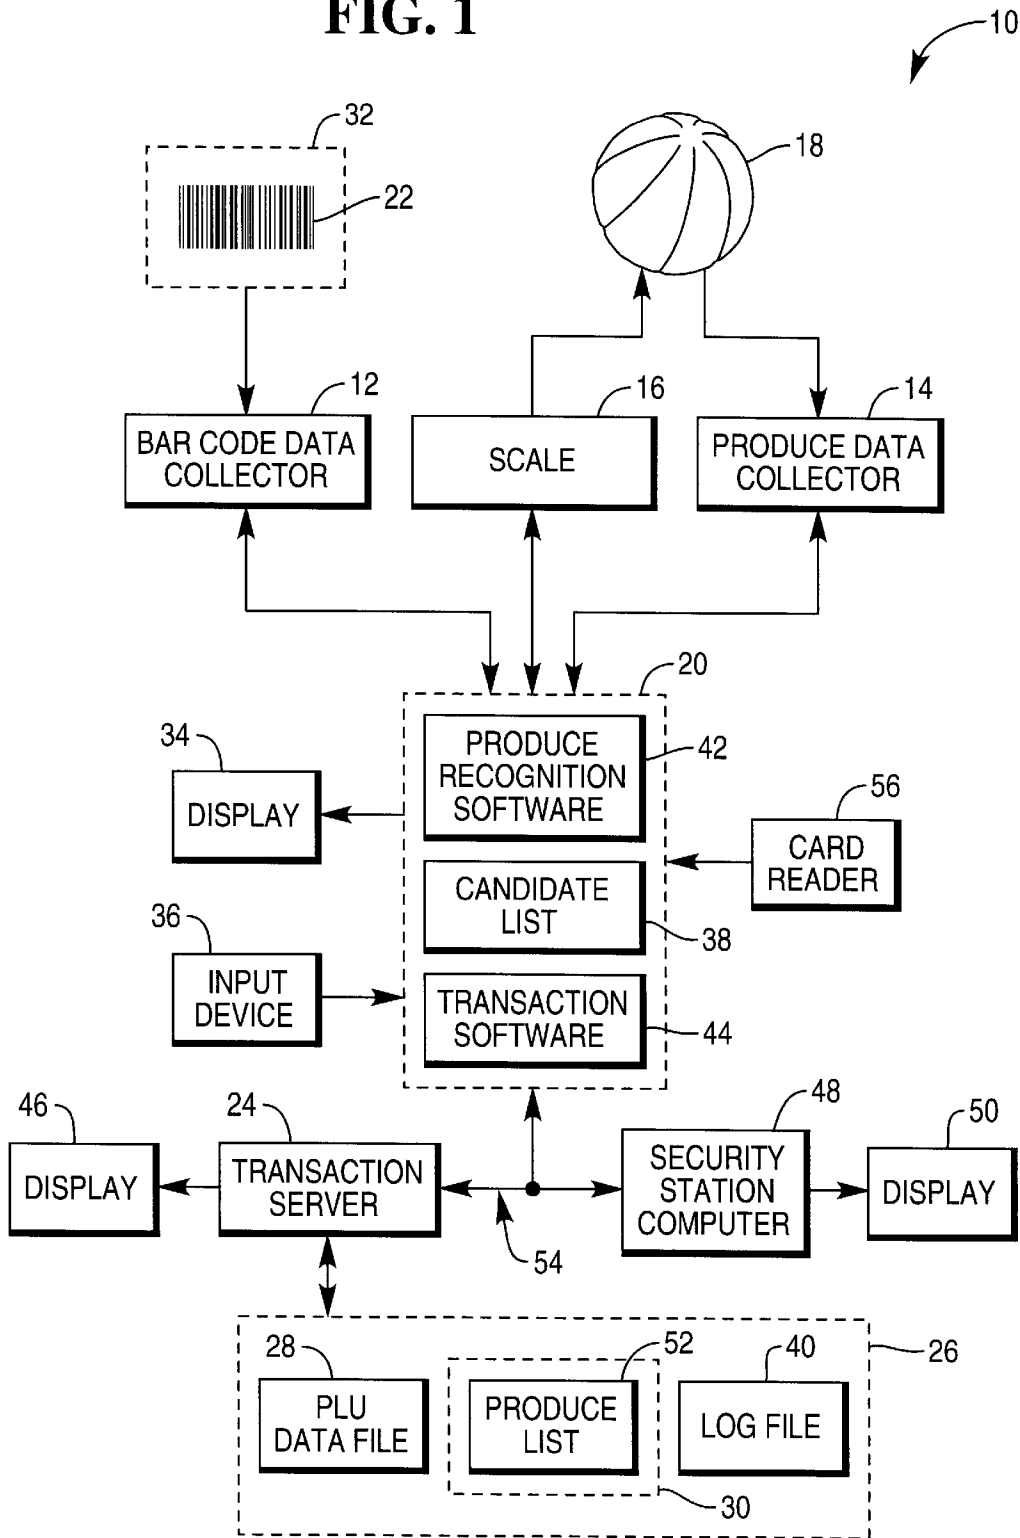 FIG. 1
10
32
22
18
12
16
14
BAR CODE DATA
COLLECTOR
SCALE
PRODUCE DATA
COLLECTOR
20
34
DISPLAY
PRODUCE
RECOGNITION
SOFTWARE
42
56
CARD
READER
CANDIDATE
LIST
38
36
INPUT
DEVICE
TRANSACTION
SOFTWARE
44
46
DISPLAY
24
TRANSACTION
SERVER
54
48
SECURITY
STATION
COMPUTER
50
DISPLAY
26
28
PLU
DATA FILE
52
PRODUCE
LIST
30
40
LOG FILE